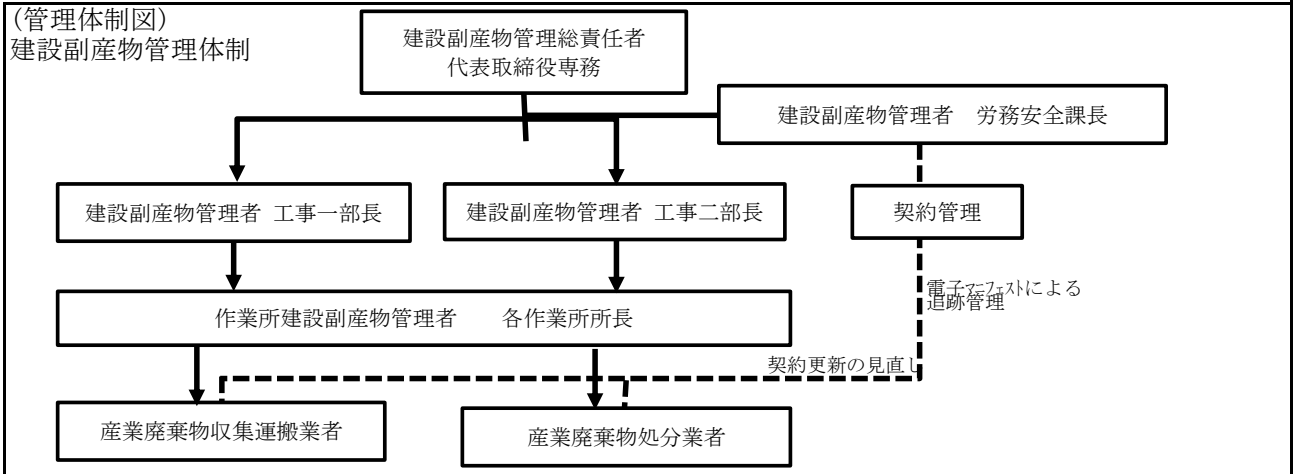 (管理体制図)
建設副産物管理体制
建設副産物管理総責任者
代表取締役専務
建設副産物管理者 労務安全課長
建設副産物管理者 工事一部長
建設副産物管理者 工事二部長
契約管理
電子マニフェストによる
追跡管理
作業所建設副産物管理者 各作業所所長
契約更新の見直し
産業廃棄物収集運搬業者
産業廃棄物処分業者